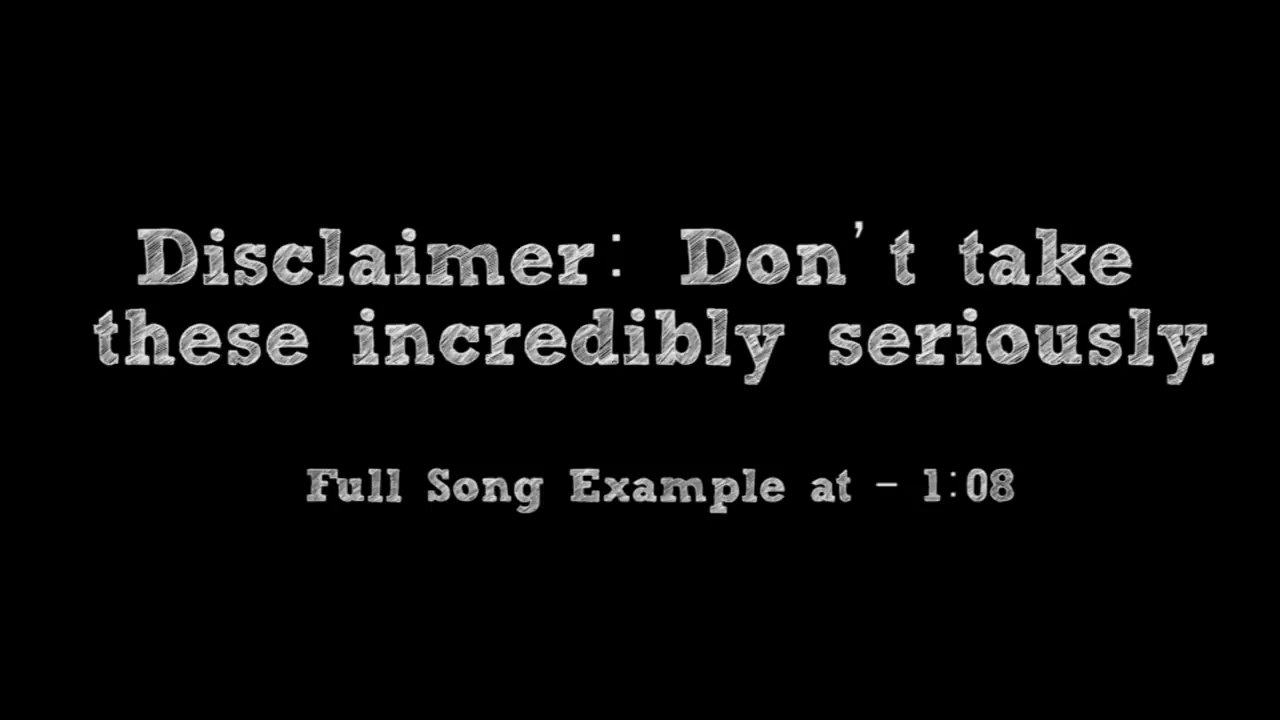 Disclaimer: Don't take
these incredibly seriously.
Full Song Example at - 1:08